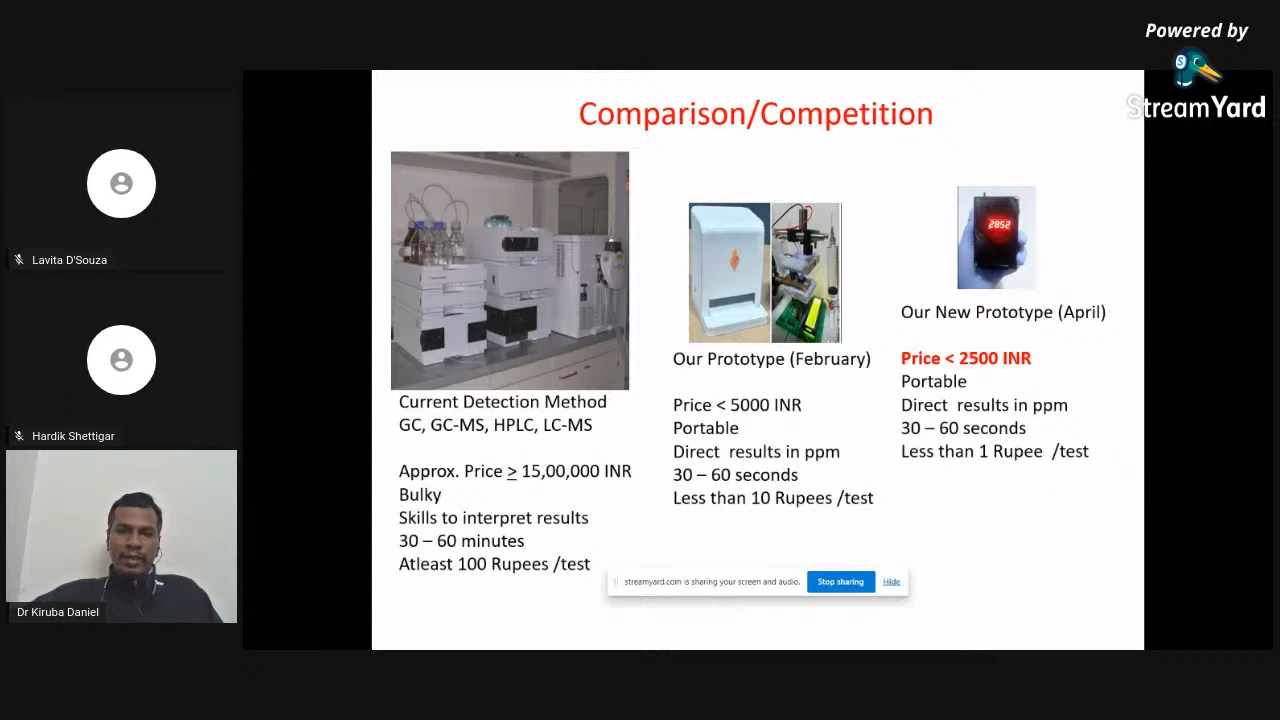 Powered by
StreamYard
Comparison/Competition
2852
Our New Prototype (April)
Price < 2500 INR
Portable
Direct results in ppm
30 – 60 seconds
Less than 1 Rupee /test
Our Prototype (February)
Price < 5000 INR
Portable
Direct results in ppm
30 – 60 seconds
Less than 10 Rupees /test
Current Detection Method
GC, GC-MS, HPLC, LC-MS
Approx. Price ≥ 15,00,000 INR
Bulky
Skills to interpret results
30 – 60 minutes
Atleast 100 Rupees /test
streamyard.com is sharing your screen and audio.
Stop sharing
Hide
Lavita D'Souza
Hardik Shettigar
Dr Kiruba Daniel